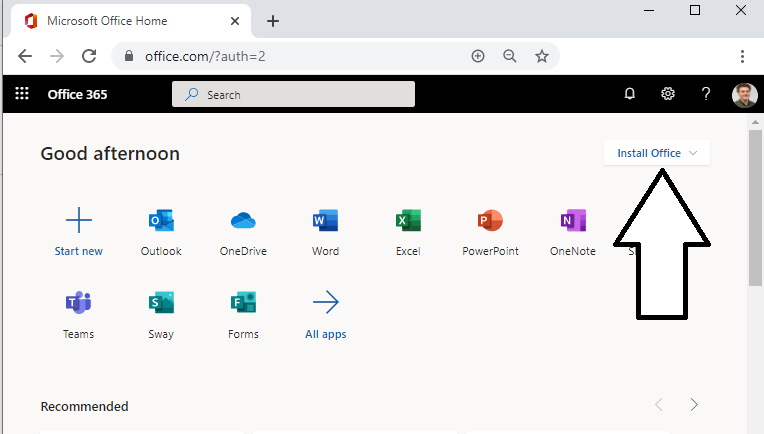 Microsoft Office Home
office.com/?auth=2
Office 365
Search
?
Good afternoon
Install Office
Start new
Outlook
OneDrive
Word
Excel
PowerPoint
OneNote
Teams
Sway
Forms
All apps
Recommended